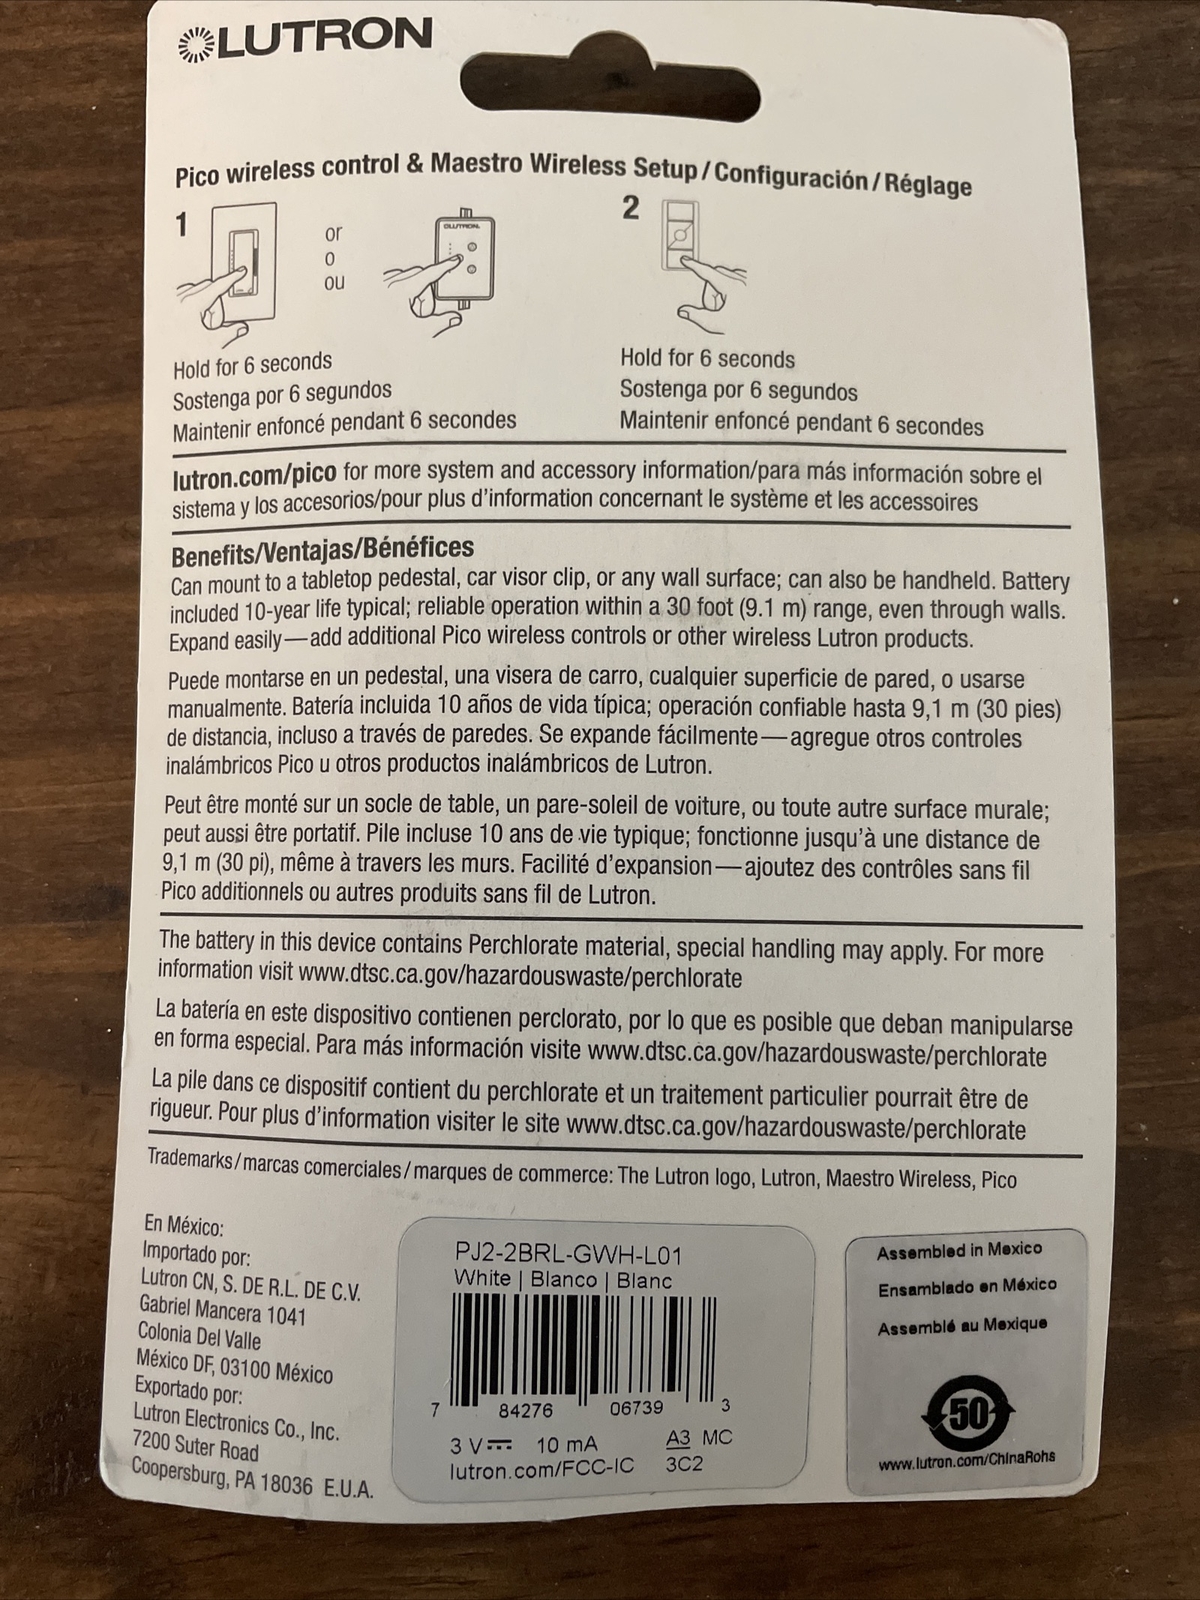 LUTRON
Pico wireless control & Maestro Wireless Setup / Configuración / Réglage
1
or
o
ou
LUTRON
2
Hold for 6 seconds
Sostenga por 6 segundos
Maintenir enfoncé pendant 6 secondes
Hold for 6 seconds
Sostenga por 6 segundos
Maintenir enfoncé pendant 6 secondes
lutron.com/pico for more system and accessory information/para más información sobre el
sistema y los accesorios/pour plus d'information concernant le système et les accessoires
Benefits/Ventajas/Bénéfices
Can mount to a tabletop pedestal, car visor clip, or any wall surface; can also be handheld. Battery
included 10-year life typical; reliable operation within a 30 foot (9.1 m) range, even through walls.
Expand easily—add additional Pico wireless controls or other wireless Lutron products.
Puede montarse en un pedestal, una visera de carro, cualquier superficie de pared, o usarse
manualmente. Batería incluida 10 años de vida típica; operación confiable hasta 9,1 m (30 pies)
de distancia, incluso a través de paredes. Se expande fácilmente—agregue otros controles
inalámbricos Pico u otros productos inalámbricos de Lutron.
Peut être monté sur un socle de table, un pare-soleil de voiture, ou toute autre surface murale;
peut aussi être portatif. Pile incluse 10 ans de vie typique; fonctionne jusqu'à une distance de
9,1 m (30 pi), même à travers les murs. Facilité d'expansion—ajoutez des contrôles sans fil
Pico additionnels ou autres produits sans fil de Lutron.
The battery in this device contains Perchlorate material, special handling may apply. For more
information visit www.dtsc.ca.gov/hazardouswaste/perchlorate
La batería en este dispositivo contienen perclorato, por lo que es posible que deban manipularse
en forma especial. Para más información visite www.dtsc.ca.gov/hazardouswaste/perchlorate
La pile dans ce dispositif contient du perchlorate et un traitement particulier pourrait être de
rigueur. Pour plus d'information visiter le site www.dtsc.ca.gov/hazardouswaste/perchlorate
Trademarks / marcas comerciales / marques de commerce: The Lutron logo, Lutron, Maestro Wireless, Pico
En México:
Importado por:
Lutron CN, S. DE R.L. DE C.V.
Gabriel Mancera 1041
Colonia Del Valle
México DF, 03100 México
Exportado por:
Lutron Electronics Co., Inc.
7200 Suter Road
Coopersburg, PA 18036 E.U.A.
PJ2-2BRL-GWH-L01
White | Blanco | Blanc
7 84276 06739 3
3 V 10 mA A3 MC
lutron.com/FCC-IC 3C2
Assembled in Mexico
Ensamblado en México
Assemblé au Mexique
50
www.lutron.com/ChinaRohs